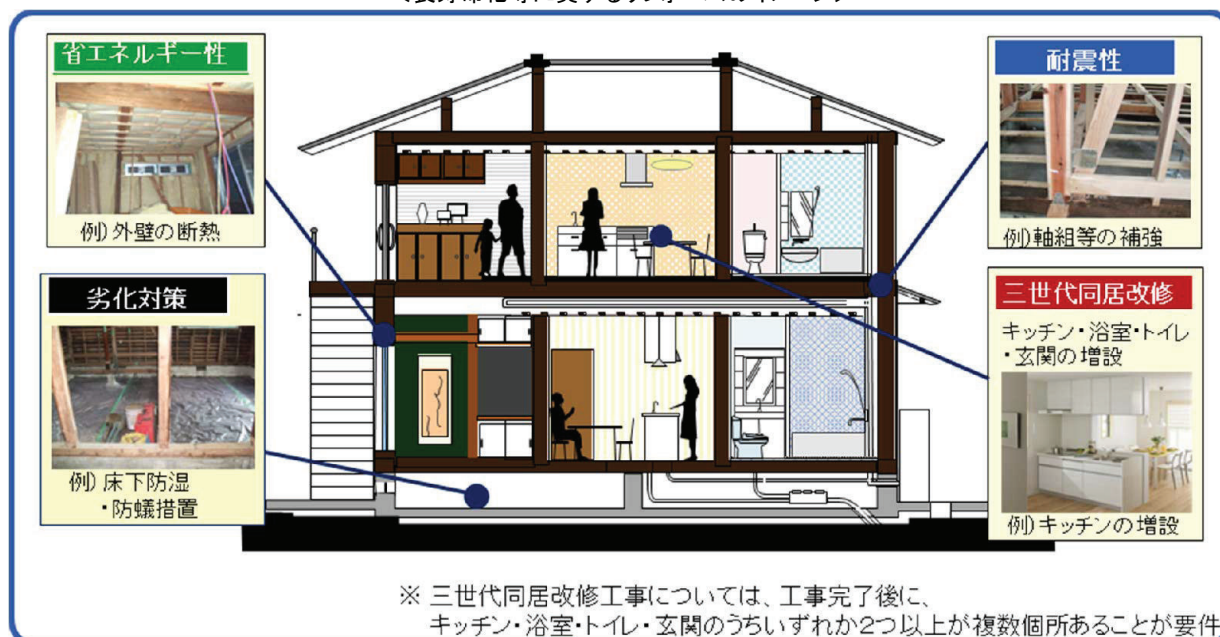 省エネルギー性
例)外壁の断熱
劣化対策
例)床下防湿
・防蟻措置
耐震性
例)軸組等の補強
三世代同居改修
キッチン・浴室・トイレ
・玄関の増設
例)キッチンの増設
※ 三世代同居改修工事については、工事完了後に、
キッチン・浴室・トイレ・玄関のうちいずれか2つ以上が複数個所あることが要件